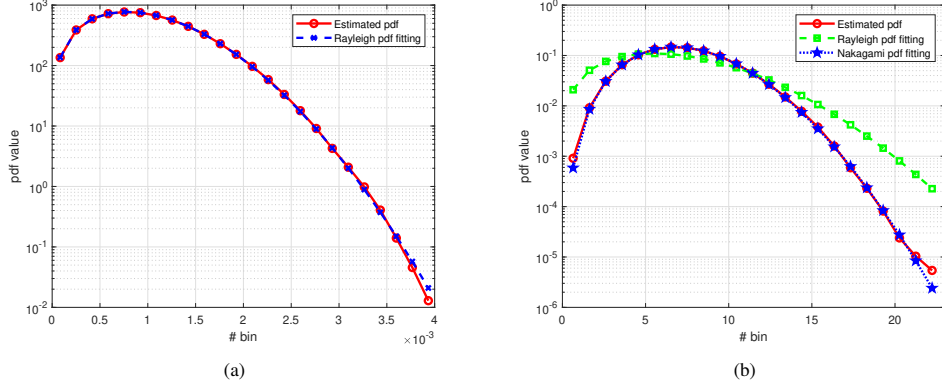 10^3
10^2
10^1
10^0
10^-1
10^-2
pdf value
0
0.5
1
1.5
2
2.5
3
3.5
4
# bin
×10^-3
Estimated pdf
Rayleigh pdf fitting
(a)
10^0
10^-1
10^-2
10^-3
10^-4
10^-5
10^-6
pdf value
0
5
10
15
20
# bin
Estimated pdf
Rayleigh pdf fitting
Nakagami pdf fitting
(b)